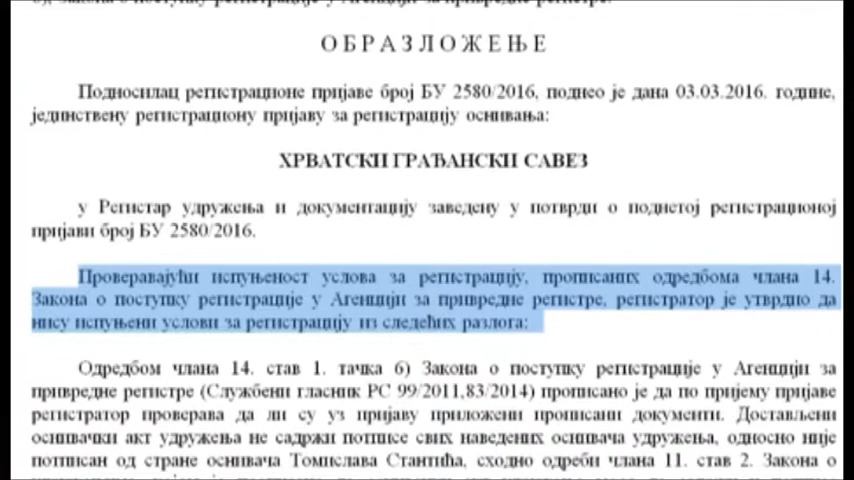 О Б Р А З Л О Ж Е Њ Е
Подносилац регистрационе пријаве број БУ 2580/2016, поднео је дана 03.03.2016. године,
јединствену регистрациону пријаву за регистрацију оснивања:
ХРВАТСКИ ГРАЂАНСКИ САВЕЗ
у Регистар удружења и документацију заведену у потврди о поднетој регистрационој
пријави број БУ 2580/2016.
Проверавајући испуњеност услова за регистрацију, прописаних одредбома члана 14.
Закона о поступку регистрације у Агенцији за привредне регистре, регистратор је утврдио да
нису испуњени услови за регистрацију из следећих разлога:
Одредбом члана 14. став 1. тачка 6) Закона о поступку регистрације у Агенцији за
привредне регистре (Службени гласник РС 99/2011,83/2014) прописано је да по пријему пријаве
регистратор проверава да ли су уз пријаву приложени прописани документи. Достављени
оснивачки акт удружења не садржи потписе свих наведених оснивача удружења, односно није
потписан од стране оснивача Томислава Стантића, сходно одреби члана 11. став 2. Закона о